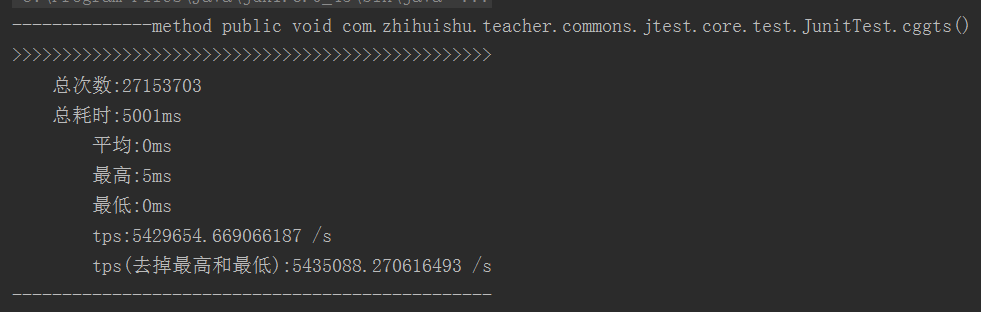 --------------method public void com.zhihuishu.teacher.commons.jtest.core.test.JunitTest.cggts()
>>>>>>>>>>>>>>>>>>>>>>>>>>>>>>>>>>>>>>>>>>>>>>>>
总次数:27153703
总耗时:5001ms
平均:0ms
最高:5ms
最低:0ms
tps:5429654.669066187 /s
tps(去掉最高和最低):5435088.270616493 /s
------------------------------------------------